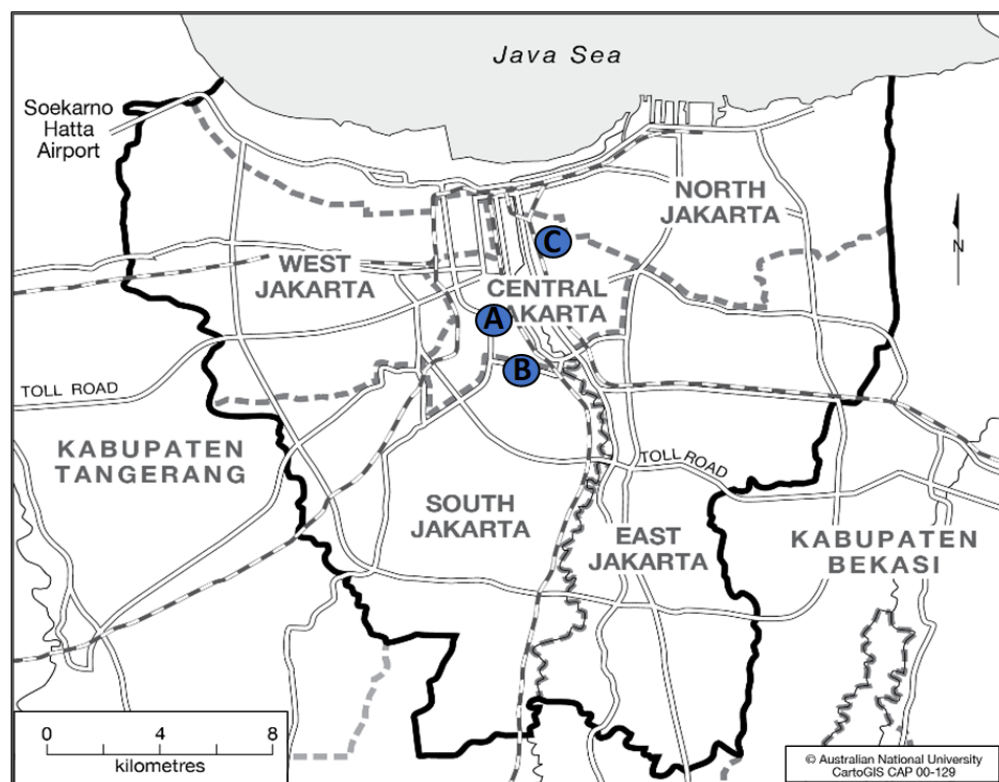 Java Sea
Soekarno
Hatta
Airport
NORTH
JAKARTA
C
WEST
JAKARTA
N
CENTRAL
AKARTA
A
B
TOLL ROAD
KABUPATEN
TANGERANG
TOLL ROAD
SOUTH
JAKARTA
EAST
JAKARTA
KABUPATEN
BEKASI
0 4 8
kilometres
© Australian National University
CartoGIS CAP 00-129